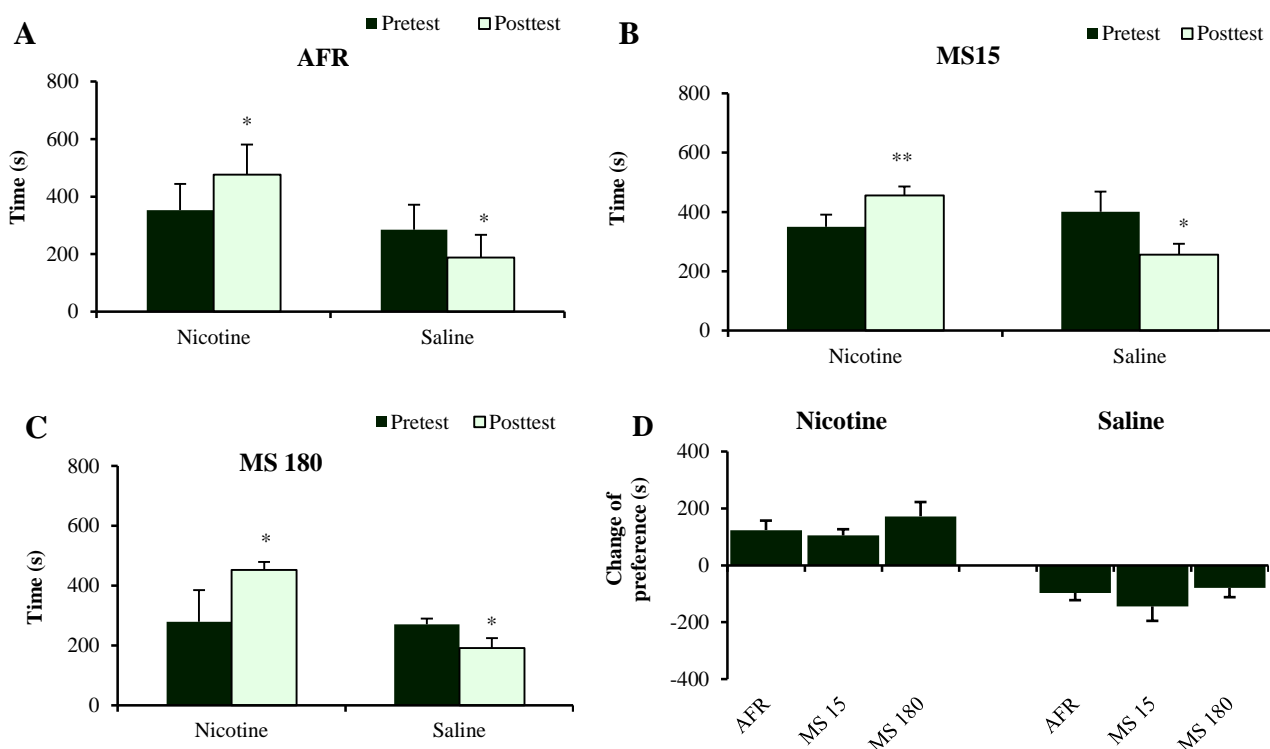 A
Pretest Posttest
AFR
800
600
400
200
0
Time (s)
*
*
Nicotine Saline
B
Pretest Posttest
MS15
800
600
400
200
0
Time (s)
**
*
Nicotine Saline
C
Pretest Posttest
MS 180
800
600
400
200
0
Time (s)
*
*
Nicotine Saline
D
Nicotine Saline
400
200
0
-200
-400
Change of
preference (s)
AFR MS 15 MS 180 AFR MS 15 MS 180